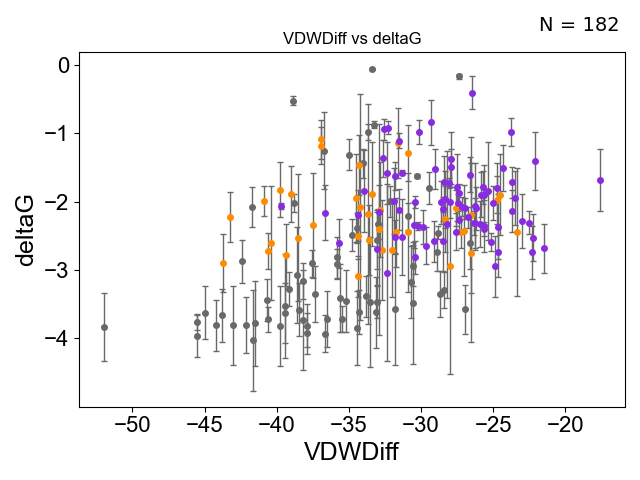 N = 182
VDWDiff vs deltaG
deltaG
0
−1
−2
−3
−4
−50 −45 −40 −35 −30 −25 −20
VDWDiff